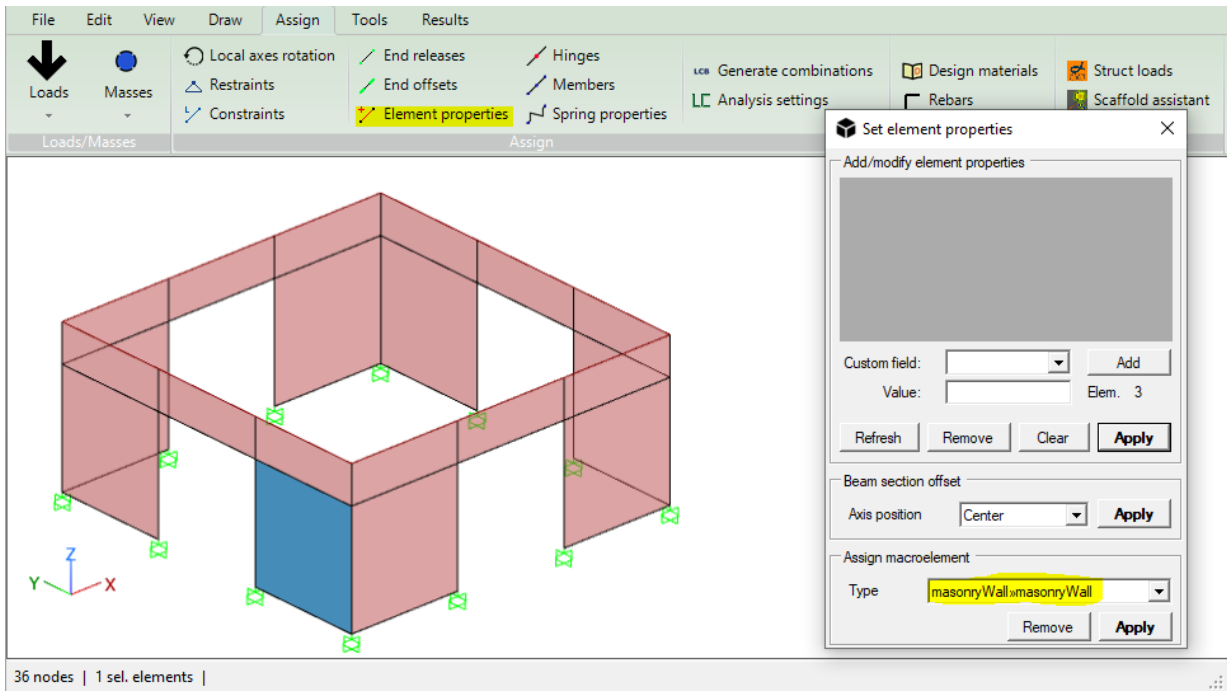 File Edit View Draw Assign Tools Results
Loads
Masses
Loads/Masses
Local axes rotation
Restraints
Constraints
End releases
End offsets
Element properties
Hinges
Members
Spring properties
Assign
LCB Generate combinations
LC Analysis settings
Design materials
Rebars
Struct loads
Scaffold assistant
Set element properties
Add/modify element properties
Custom field: Add
Value: Elem. 3
Refresh Remove Clear Apply
Beam section offset
Axis position Center Apply
Assign macroelement
Type masonryWall»masonryWall
Remove Apply
Z
Y X
36 nodes | 1 sel. elements |